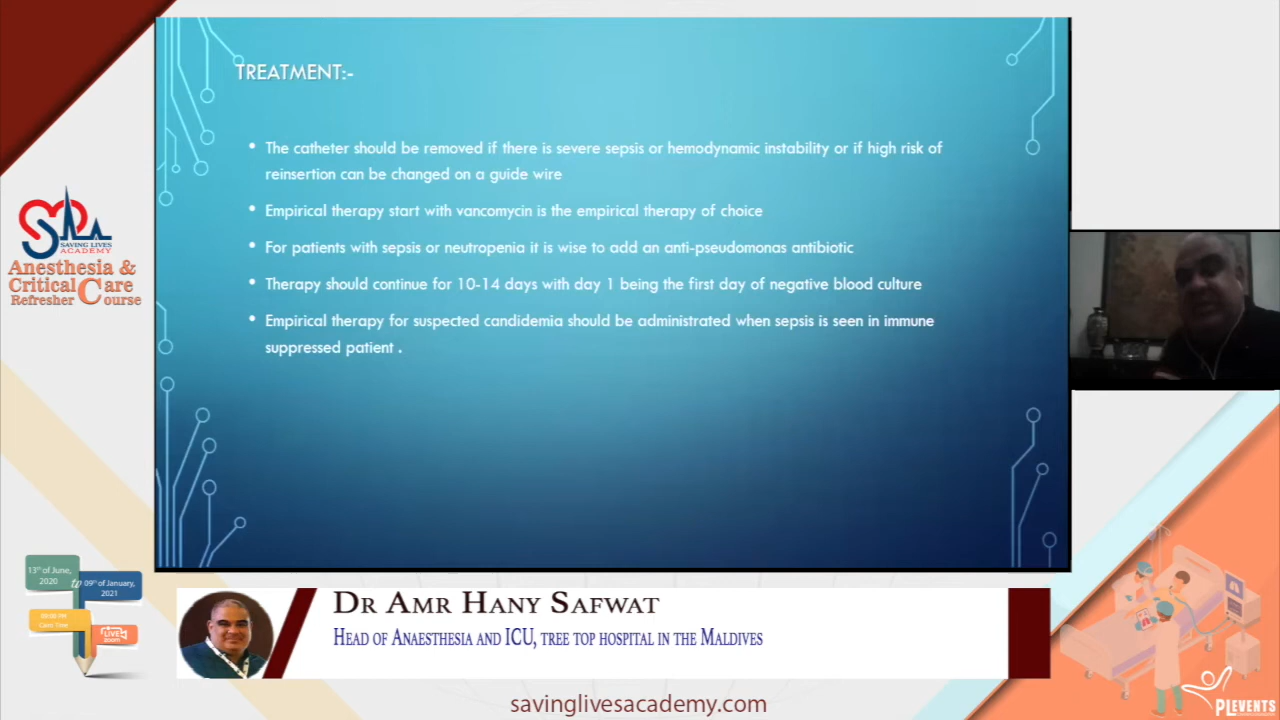 TREATMENT:-
• The catheter should be removed if there is severe sepsis or hemodynamic instability or if high risk of
reinsertion can be changed on a guide wire
• Empirical therapy start with vancomycin is the empirical therapy of choice
• For patients with sepsis or neutropenia it is wise to add an anti-pseudomonas antibiotic
• Therapy should continue for 10-14 days with day 1 being the first day of negative blood culture
• Empirical therapy for suspected candidemia should be administrated when sepsis is seen in immune
suppressed patient .
SAVING LIVES
ACADEMY
Anesthesia &
Critical Care
Refresher Course
13th of June,
2020
to 09th of January,
2021
Cairo Time
LIVE
zoom
DR AMR HANY SAFWAT
HEAD OF ANAESTHESIA AND ICU, TREE TOP HOSPITAL IN THE MALDIVES
savinglivesacademy.com
PLEVENTS